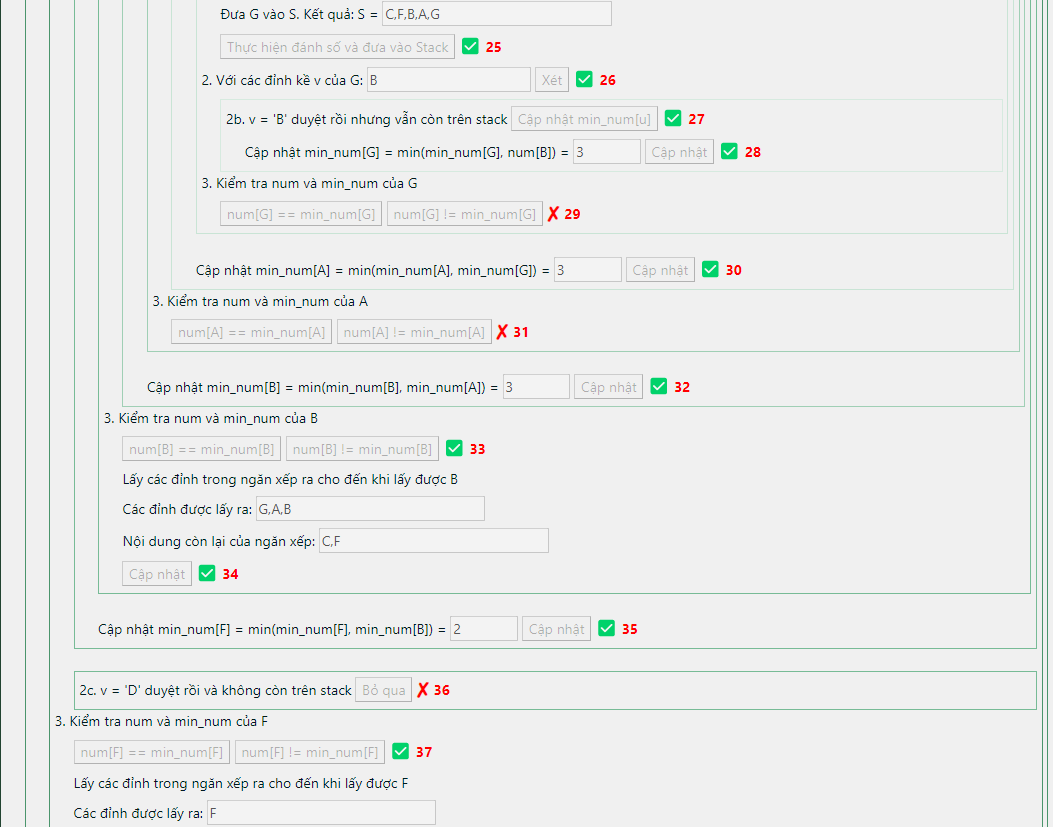 Đưa G vào S. Kết quả: S = C,F,B,A,G
Thực hiện đánh số và đưa vào Stack ✅ 25
2. Với các đỉnh kề v của G: B Xét ✅ 26
2b. v = 'B' duyệt rồi nhưng vẫn còn trên stack Cập nhật min_num[u] ✅ 27
Cập nhật min_num[G] = min(min_num[G], num[B]) = 3 Cập nhật ✅ 28
3. Kiểm tra num và min_num của G
num[G] == min_num[G] num[G] != min_num[G] ✗ 29
Cập nhật min_num[A] = min(min_num[A], min_num[G]) = 3 Cập nhật ✅ 30
3. Kiểm tra num và min_num của A
num[A] == min_num[A] num[A] != min_num[A] ✗ 31
Cập nhật min_num[B] = min(min_num[B], min_num[A]) = 3 Cập nhật ✅ 32
3. Kiểm tra num và min_num của B
num[B] == min_num[B] num[B] != min_num[B] ✅ 33
Lấy các đỉnh trong ngăn xếp ra cho đến khi lấy được B
Các đỉnh được lấy ra: G,A,B
Nội dung còn lại của ngăn xếp: C,F
Cập nhật ✅ 34
Cập nhật min_num[F] = min(min_num[F], min_num[B]) = 2 Cập nhật ✅ 35
2c. v = 'D' duyệt rồi và không còn trên stack Bỏ qua ✗ 36
3. Kiểm tra num và min_num của F
num[F] == min_num[F] num[F] != min_num[F] ✅ 37
Lấy các đỉnh trong ngăn xếp ra cho đến khi lấy được F
Các đỉnh được lấy ra: F